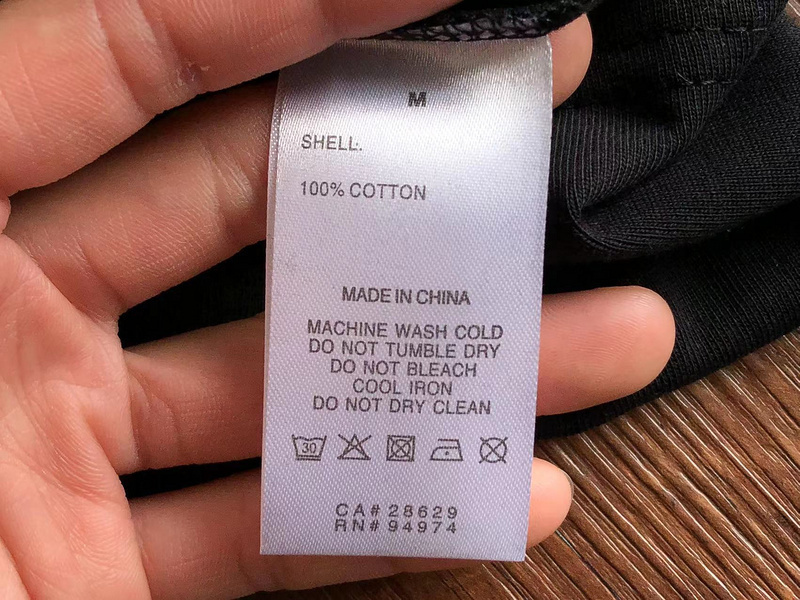 M
SHELL:
100% COTTON
MADE IN CHINA
MACHINE WASH COLD
DO NOT TUMBLE DRY
DO NOT BLEACH
COOL IRON
DO NOT DRY CLEAN
30
CA# 28629
RN# 94974